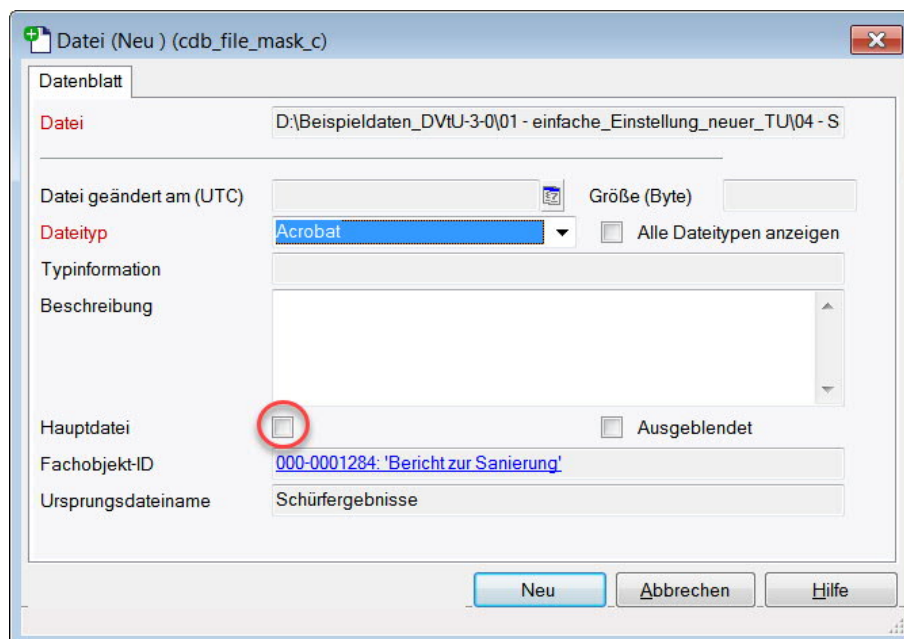 Datei (Neu ) (cdb_file_mask_c)
Datenblatt
Datei D:\Beispieldaten_DVtU-3-0\01 - einfache_Einstellung_neuer_TU\04 - S
Datei geändert am (UTC) Größe (Byte)
Dateityp Acrobat Alle Dateitypen anzeigen
Typinformation
Beschreibung
Hauptdatei Ausgeblendet
Fachobjekt-ID 000-0001284: 'Bericht zur Sanierung'
Ursprungsdateiname Schürfergebnisse
Neu Abbrechen Hilfe